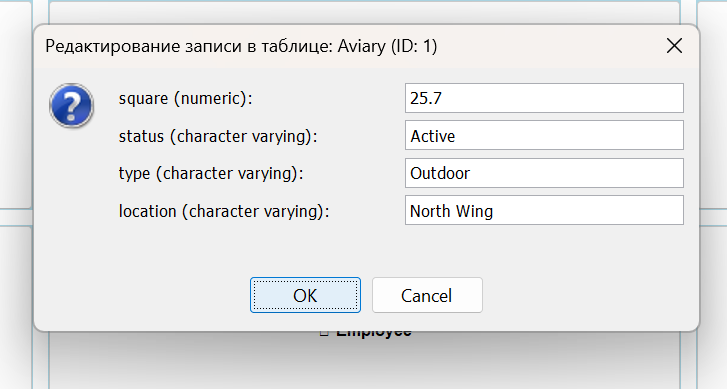 Редактирование записи в таблице: Aviary (ID: 1)
?
square (numeric): 25.7
status (character varying): Active
type (character varying): Outdoor
location (character varying): North Wing
OK Cancel
Employee